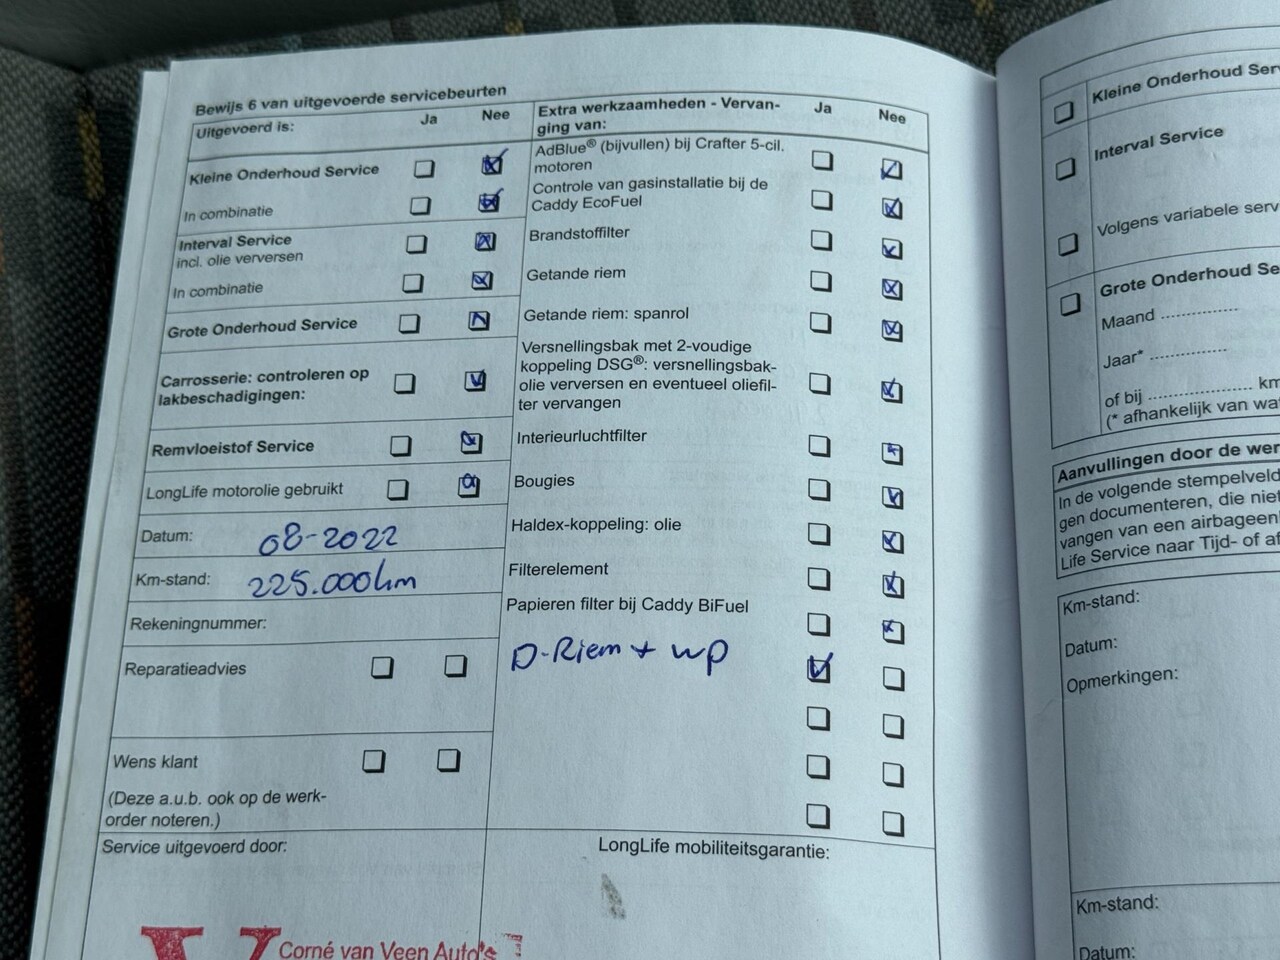 Bewijs 6 van uitgevoerde servicebeurten
Uitgevoerd is: Ja Nee
Kleine Onderhoud Service
In combinatie
Interval Service
incl. olie verversen
In combinatie
Grote Onderhoud Service
Carrosserie: controleren op
lakbeschadigingen:
Remvloeistof Service
LongLife motorolie gebruikt
Datum: 08-2022
Km-stand: 225.000km
Rekeningnummer:
Reparatieadvies
Wens klant
(Deze a.u.b. ook op de werk-
order noteren.)
Service uitgevoerd door:
Corné van Veen Auto's
Extra werkzaamheden - Vervan-
ging van:
Ja Nee
AdBlue® (bijvullen) bij Crafter 5-cil.
motoren
Controle van gasinstallatie bij de
Caddy EcoFuel
Brandstoffilter
Getande riem
Getande riem: spanrol
Versnellingsbak met 2-voudige
koppeling DSG®: versnellingsbak-
olie verversen en eventueel oliefil-
ter vervangen
Interieurluchtfilter
Bougies
Haldex-koppeling: olie
Filterelement
Papieren filter bij Caddy BiFuel
D-Riem + wp
LongLife mobiliteitsgarantie:
Kleine Onderhoud Ser
Interval Service
Volgens variabele serv
Grote Onderhoud Se
Maand ..............
Jaar* ..............
of bij .................. km
(* afhankelijk van wa
Aanvullingen door de wer
In de volgende stempelveld
gen documenteren, die niet
vangen van een airbageen
Life Service naar Tijd- of af
Km-stand:
Datum:
Opmerkingen:
Km-stand:
Datum: